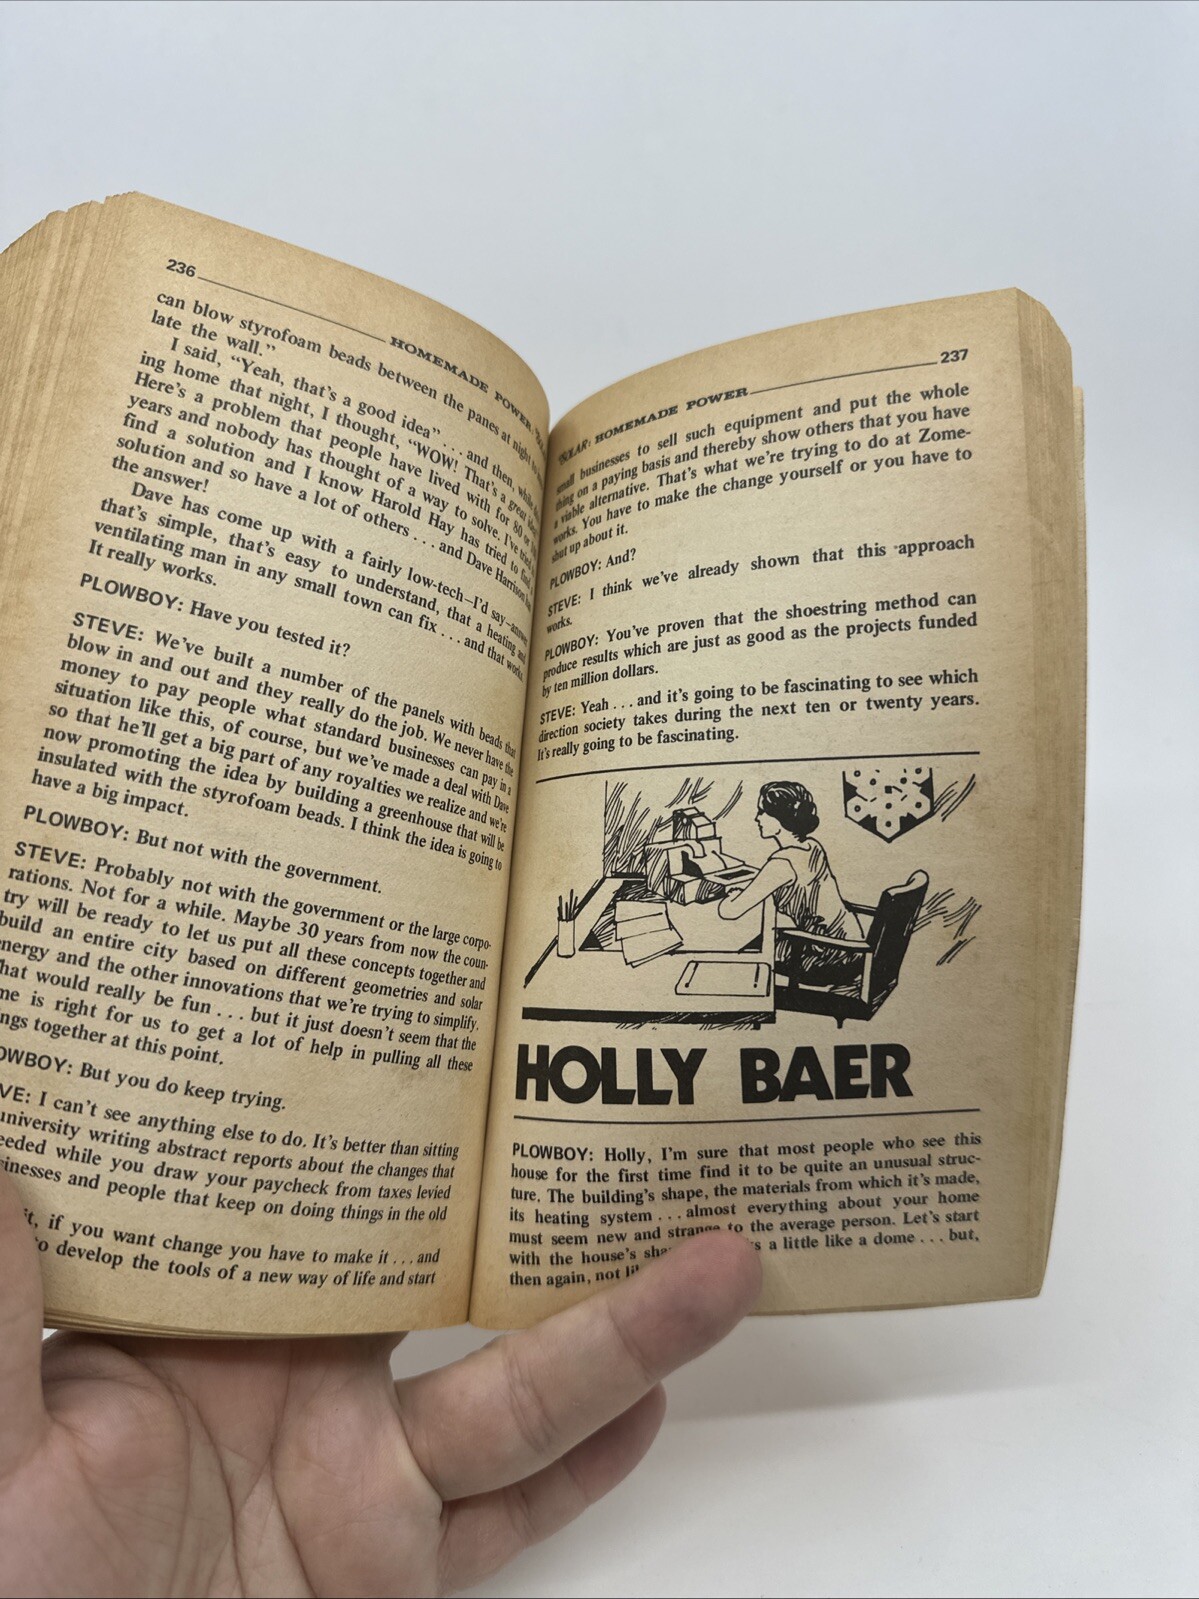 236
HOMEMADE POWER:
can blow styrofoam beads between the panes at night to
late the wall."
I said, "Yeah, that's a good idea" . . . and then, while
ing home that night, I thought, "WOW! That's a great
Here's a problem that people have lived with for 80 or
years and nobody has thought of a way to solve. I've tried
find a solution and I know Harold Hay has tried to find a
solution and so have a lot of others . . . and Dave Harrison
the answer!
Dave has come up with a fairly low-tech—I'd say—
that's simple, that's easy to understand, that a heating and
ventilating man in any small town can fix . . . and that works.
It really works.
PLOWBOY: Have you tested it?
STEVE: We've built a number of the panels with beads that
blow in and out and they really do the job. We never have the
money to pay people what standard businesses can pay in a
situation like this, of course, but we've made a deal with Dave
so that he'll get a big part of any royalties we realize and we're
now promoting the idea by building a greenhouse that will be
insulated with the styrofoam beads. I think the idea is going to
have a big impact.
PLOWBOY: But not with the government.
STEVE: Probably not with the government or the large corpo-
rations. Not for a while. Maybe 30 years from now the coun-
try will be ready to let us put all these concepts together and
build an entire city based on different geometries and solar
energy and the other innovations that we're trying to simplify.
That would really be fun . . . but it just doesn't seem that the
me is right for us to get a lot of help in pulling all these
ngs together at this point.
OWBOY: But you do keep trying.
VE: I can't see anything else to do. It's better than sitting
university writing abstract reports about the changes that
eeded while you draw your paycheck from taxes levied
inesses and people that keep on doing things in the old
it, if you want change you have to make it . . . and
to develop the tools of a new way of life and start
SOLAR: HOMEMADE POWER
237
small businesses to sell such equipment and put the whole
thing on a paying basis and thereby show others that you have
a viable alternative. That's what we're trying to do at Zome-
works. You have to make the change yourself or you have to
shut up about it.
PLOWBOY: And?
STEVE: I think we've already shown that this approach
works.
PLOWBOY: You've proven that the shoestring method can
produce results which are just as good as the projects funded
by ten million dollars.
STEVE: Yeah . . . and it's going to be fascinating to see which
direction society takes during the next ten or twenty years.
It's really going to be fascinating.
HOLLY BAER
PLOWBOY: Holly, I'm sure that most people who see this
house for the first time find it to be quite an unusual struc-
ture. The building's shape, the materials from which it's made,
its heating system . . . almost everything about your home
must seem new and strange to the average person. Let's start
with the house's a little like a dome . . . but,
then again, not